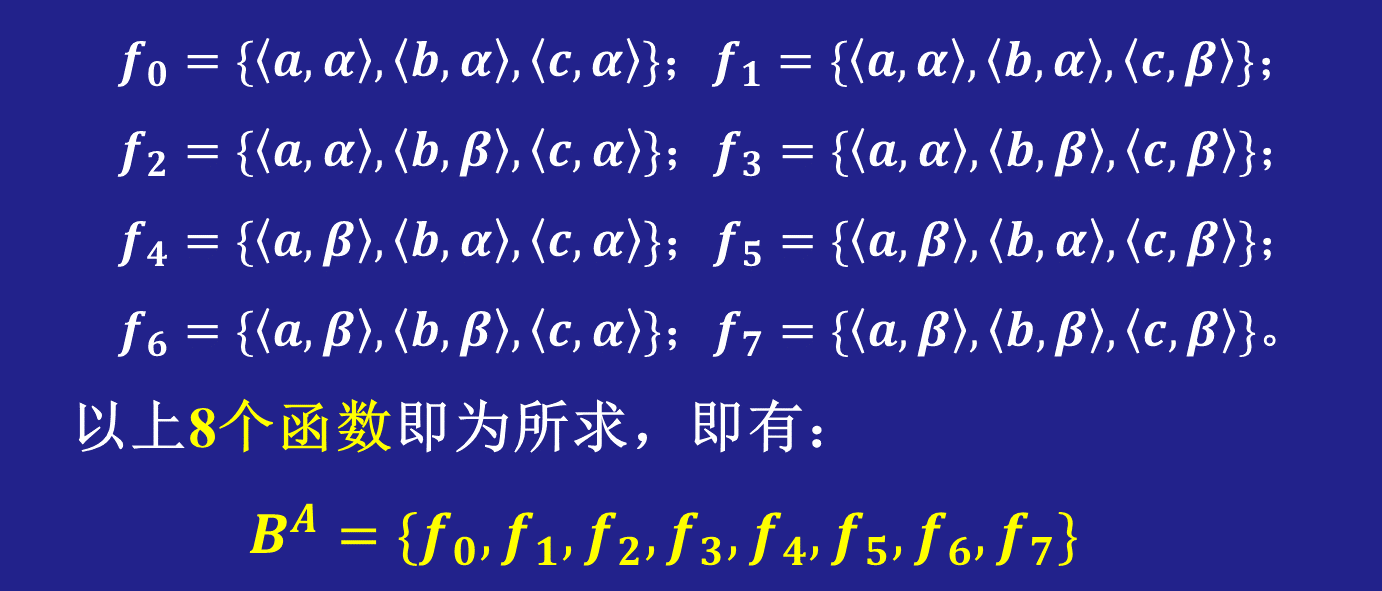 f₀ = {⟨a, α⟩, ⟨b, α⟩, ⟨c, α⟩}； f₁ = {⟨a, α⟩, ⟨b, α⟩, ⟨c, β⟩}；
f₂ = {⟨a, α⟩, ⟨b, β⟩, ⟨c, α⟩}； f₃ = {⟨a, α⟩, ⟨b, β⟩, ⟨c, β⟩}；
f₄ = {⟨a, β⟩, ⟨b, α⟩, ⟨c, α⟩}； f₅ = {⟨a, β⟩, ⟨b, α⟩, ⟨c, β⟩}；
f₆ = {⟨a, β⟩, ⟨b, β⟩, ⟨c, α⟩}； f₇ = {⟨a, β⟩, ⟨b, β⟩, ⟨c, β⟩}。
以上8个函数即为所求，即有：
Bᴬ = {f₀, f₁, f₂, f₃, f₄, f₅, f₆, f₇}